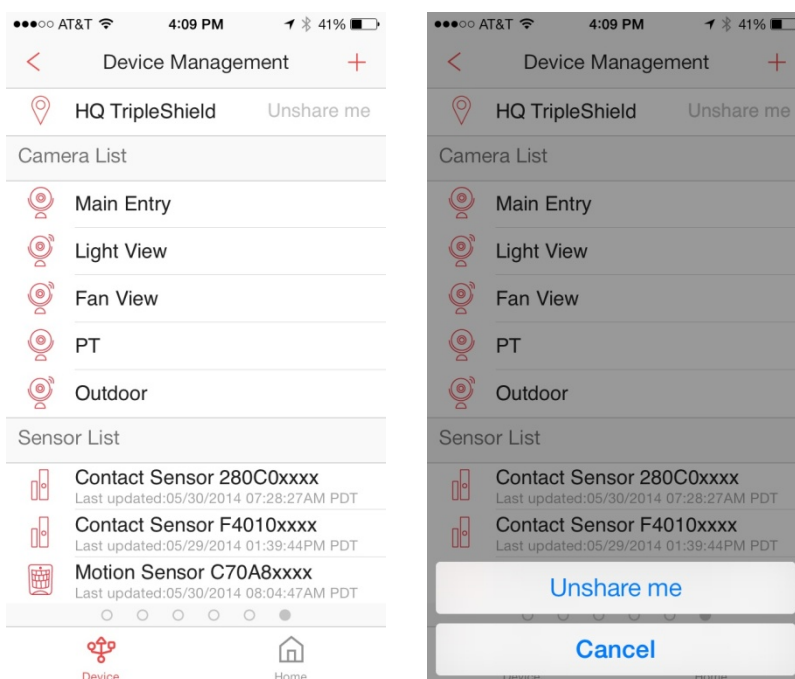 ●●●○○ AT&T 4:09 PM 41%
< Device Management +
HQ TripleShield Unshare me
Camera List
Main Entry
Light View
Fan View
PT
Outdoor
Sensor List
Contact Sensor 280C0xxxx
Last updated:05/30/2014 07:28:27AM PDT
Contact Sensor F4010xxxx
Last updated:05/29/2014 01:39:44PM PDT
Motion Sensor C70A8xxxx
Last updated:05/30/2014 08:04:47AM PDT
Device Home
●●●○○ AT&T 4:09 PM 41%
< Device Management +
HQ TripleShield Unshare me
Camera List
Main Entry
Light View
Fan View
PT
Outdoor
Sensor List
Contact Sensor 280C0xxxx
Last updated:05/30/2014 07:28:27AM PDT
Contact Sensor F4010xxxx
Last updated:05/29/2014 01:39:44PM PDT
Unshare me
Cancel
Device Home